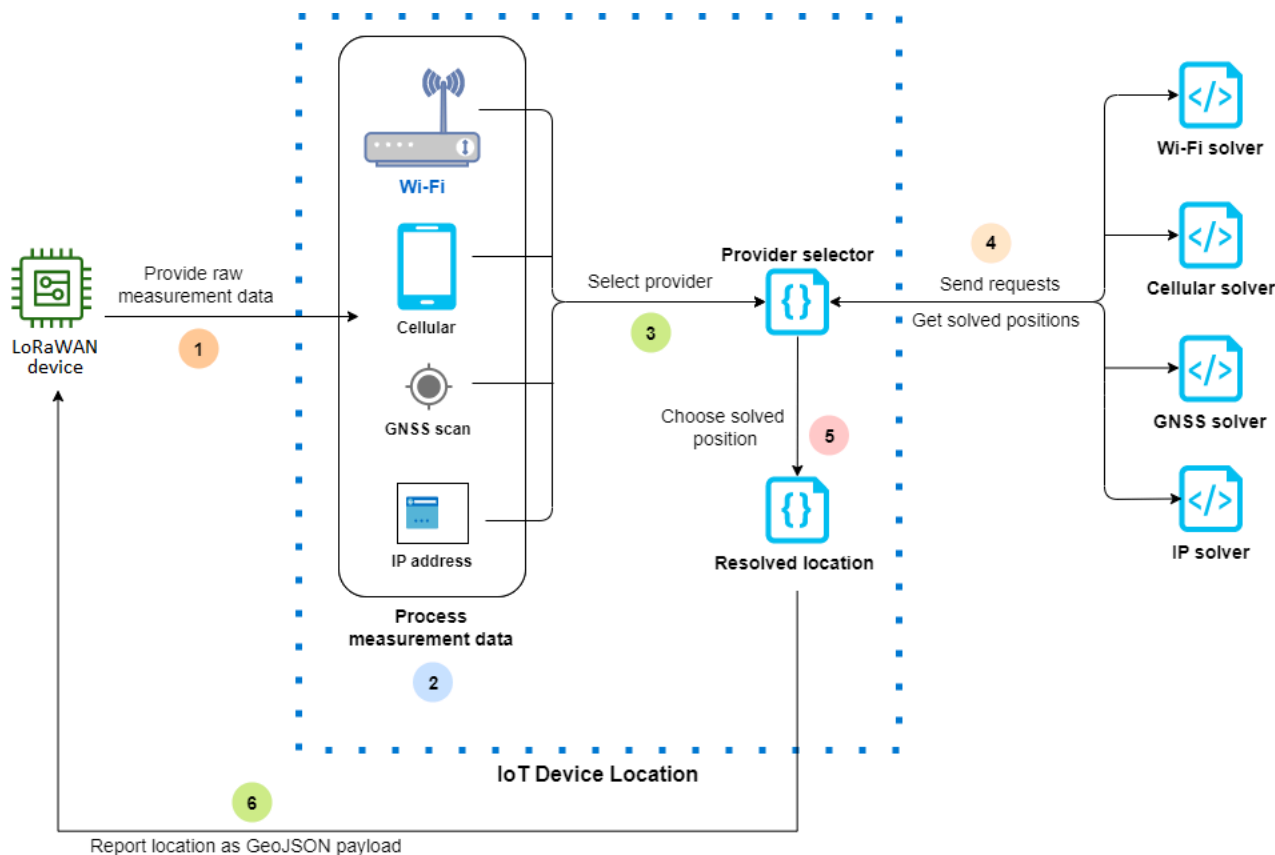 Wi-Fi
Cellular
GNSS scan
IP address
Process
measurement data
2
LoRaWAN
device
Provide raw
measurement data
1
Select provider
3
Provider selector
{}
4
Send requests
Get solved positions
Choose solved
position
5
{}
Resolved location
</>
Wi-Fi solver
</>
Cellular solver
</>
GNSS solver
</>
IP solver
IoT Device Location
6
Report location as GeoJSON payload